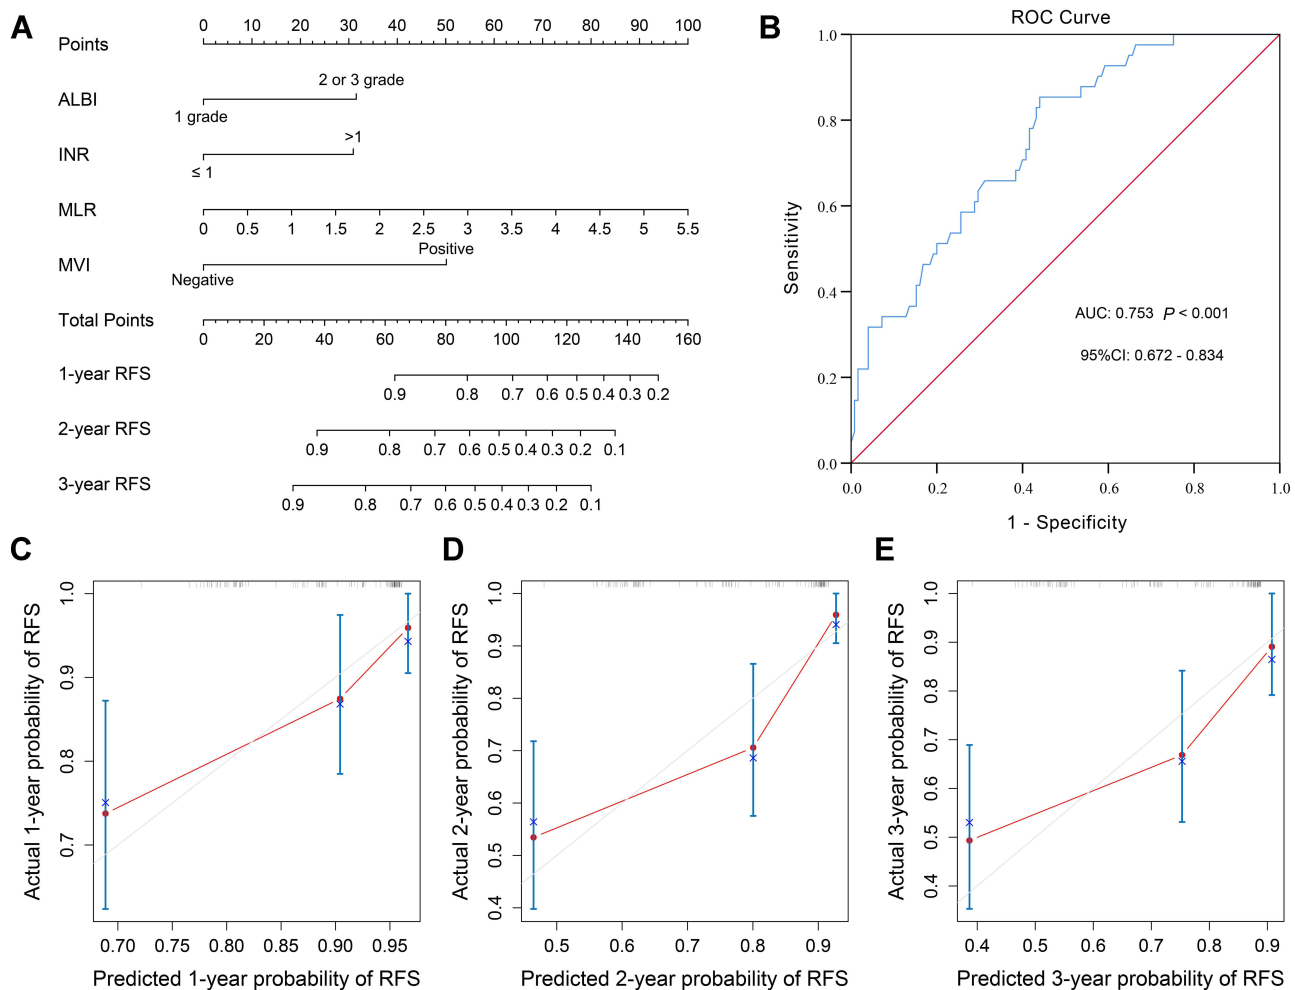 A
Points
0 10 20 30 40 50 60 70 80 90 100
ALBI
2 or 3 grade
1 grade
INR
>1
≤ 1
MLR
0 0.5 1 1.5 2 2.5 3 3.5 4 4.5 5 5.5
MVI
Positive
Negative
Total Points
0 20 40 60 80 100 120 140 160
1-year RFS
0.9 0.8 0.7 0.6 0.5 0.4 0.3 0.2
2-year RFS
0.9 0.8 0.7 0.6 0.5 0.4 0.3 0.2 0.1
3-year RFS
0.9 0.8 0.7 0.6 0.5 0.4 0.3 0.2 0.1
B
ROC Curve
Sensitivity
1.0
0.8
0.6
0.4
0.2
0.0
AUC: 0.753 P < 0.001
95%CI: 0.672 - 0.834
0.0 0.2 0.4 0.6 0.8 1.0
1 - Specificity
C
Actual 1-year probability of RFS
1.0
0.9
0.8
0.7
0.70 0.75 0.80 0.85 0.90 0.95
Predicted 1-year probability of RFS
D
Actual 2-year probability of RFS
1.0
0.9
0.8
0.7
0.6
0.5
0.4
0.5 0.6 0.7 0.8 0.9
Predicted 2-year probability of RFS
E
Actual 3-year probability of RFS
1.0
0.9
0.8
0.7
0.6
0.5
0.4
0.4 0.5 0.6 0.7 0.8 0.9
Predicted 3-year probability of RFS